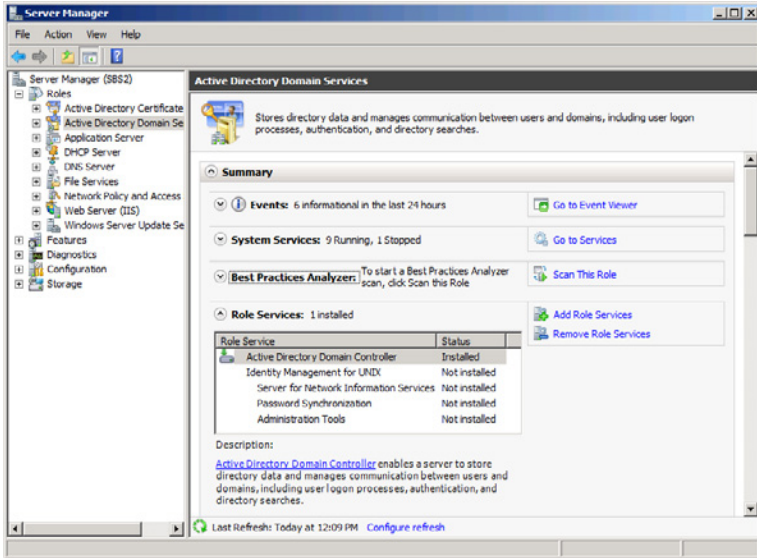 Server Manager
File Action View Help
Server Manager (SBS2)
Roles
Active Directory Certificate
Active Directory Domain Se
Application Server
DHCP Server
DNS Server
File Services
Network Policy and Access
Web Server (IIS)
Windows Server Update Se
Features
Diagnostics
Configuration
Storage
Active Directory Domain Services
Stores directory data and manages communication between users and domains, including user logon
processes, authentication, and directory searches.
Summary
Events: 6 informational in the last 24 hours
Go to Event Viewer
System Services: 9 Running, 1 Stopped
Go to Services
Best Practices Analyzer: To start a Best Practices Analyzer
scan, click Scan this Role
Scan This Role
Role Services: 1 installed
Add Role Services
Remove Role Services
Role Service Status
Active Directory Domain Controller Installed
Identity Management for UNIX Not installed
Server for Network Information Services Not installed
Password Synchronization Not installed
Administration Tools Not installed
Description:
Active Directory Domain Controller enables a server to store
directory data and manages communication between users and
domains, including user logon processes, authentication, and
directory searches.
Last Refresh: Today at 12:09 PM Configure refresh